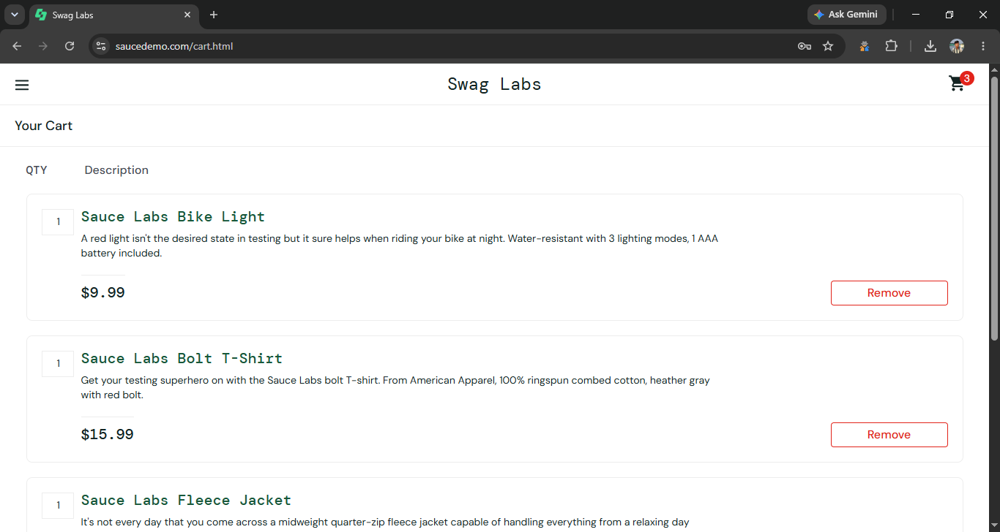 Swag Labs
Ask Gemini
saucedemo.com/cart.html
Swag Labs
3
Your Cart
QTY Description
1 Sauce Labs Bike Light
A red light isn't the desired state in testing but it sure helps when riding your bike at night. Water-resistant with 3 lighting modes, 1 AAA
battery included.
$9.99
Remove
1 Sauce Labs Bolt T-Shirt
Get your testing superhero on with the Sauce Labs bolt T-shirt. From American Apparel, 100% ringspun combed cotton, heather gray
with red bolt.
$15.99
Remove
1 Sauce Labs Fleece Jacket
It's not every day that you come across a midweight quarter-zip fleece jacket capable of handling everything from a relaxing day